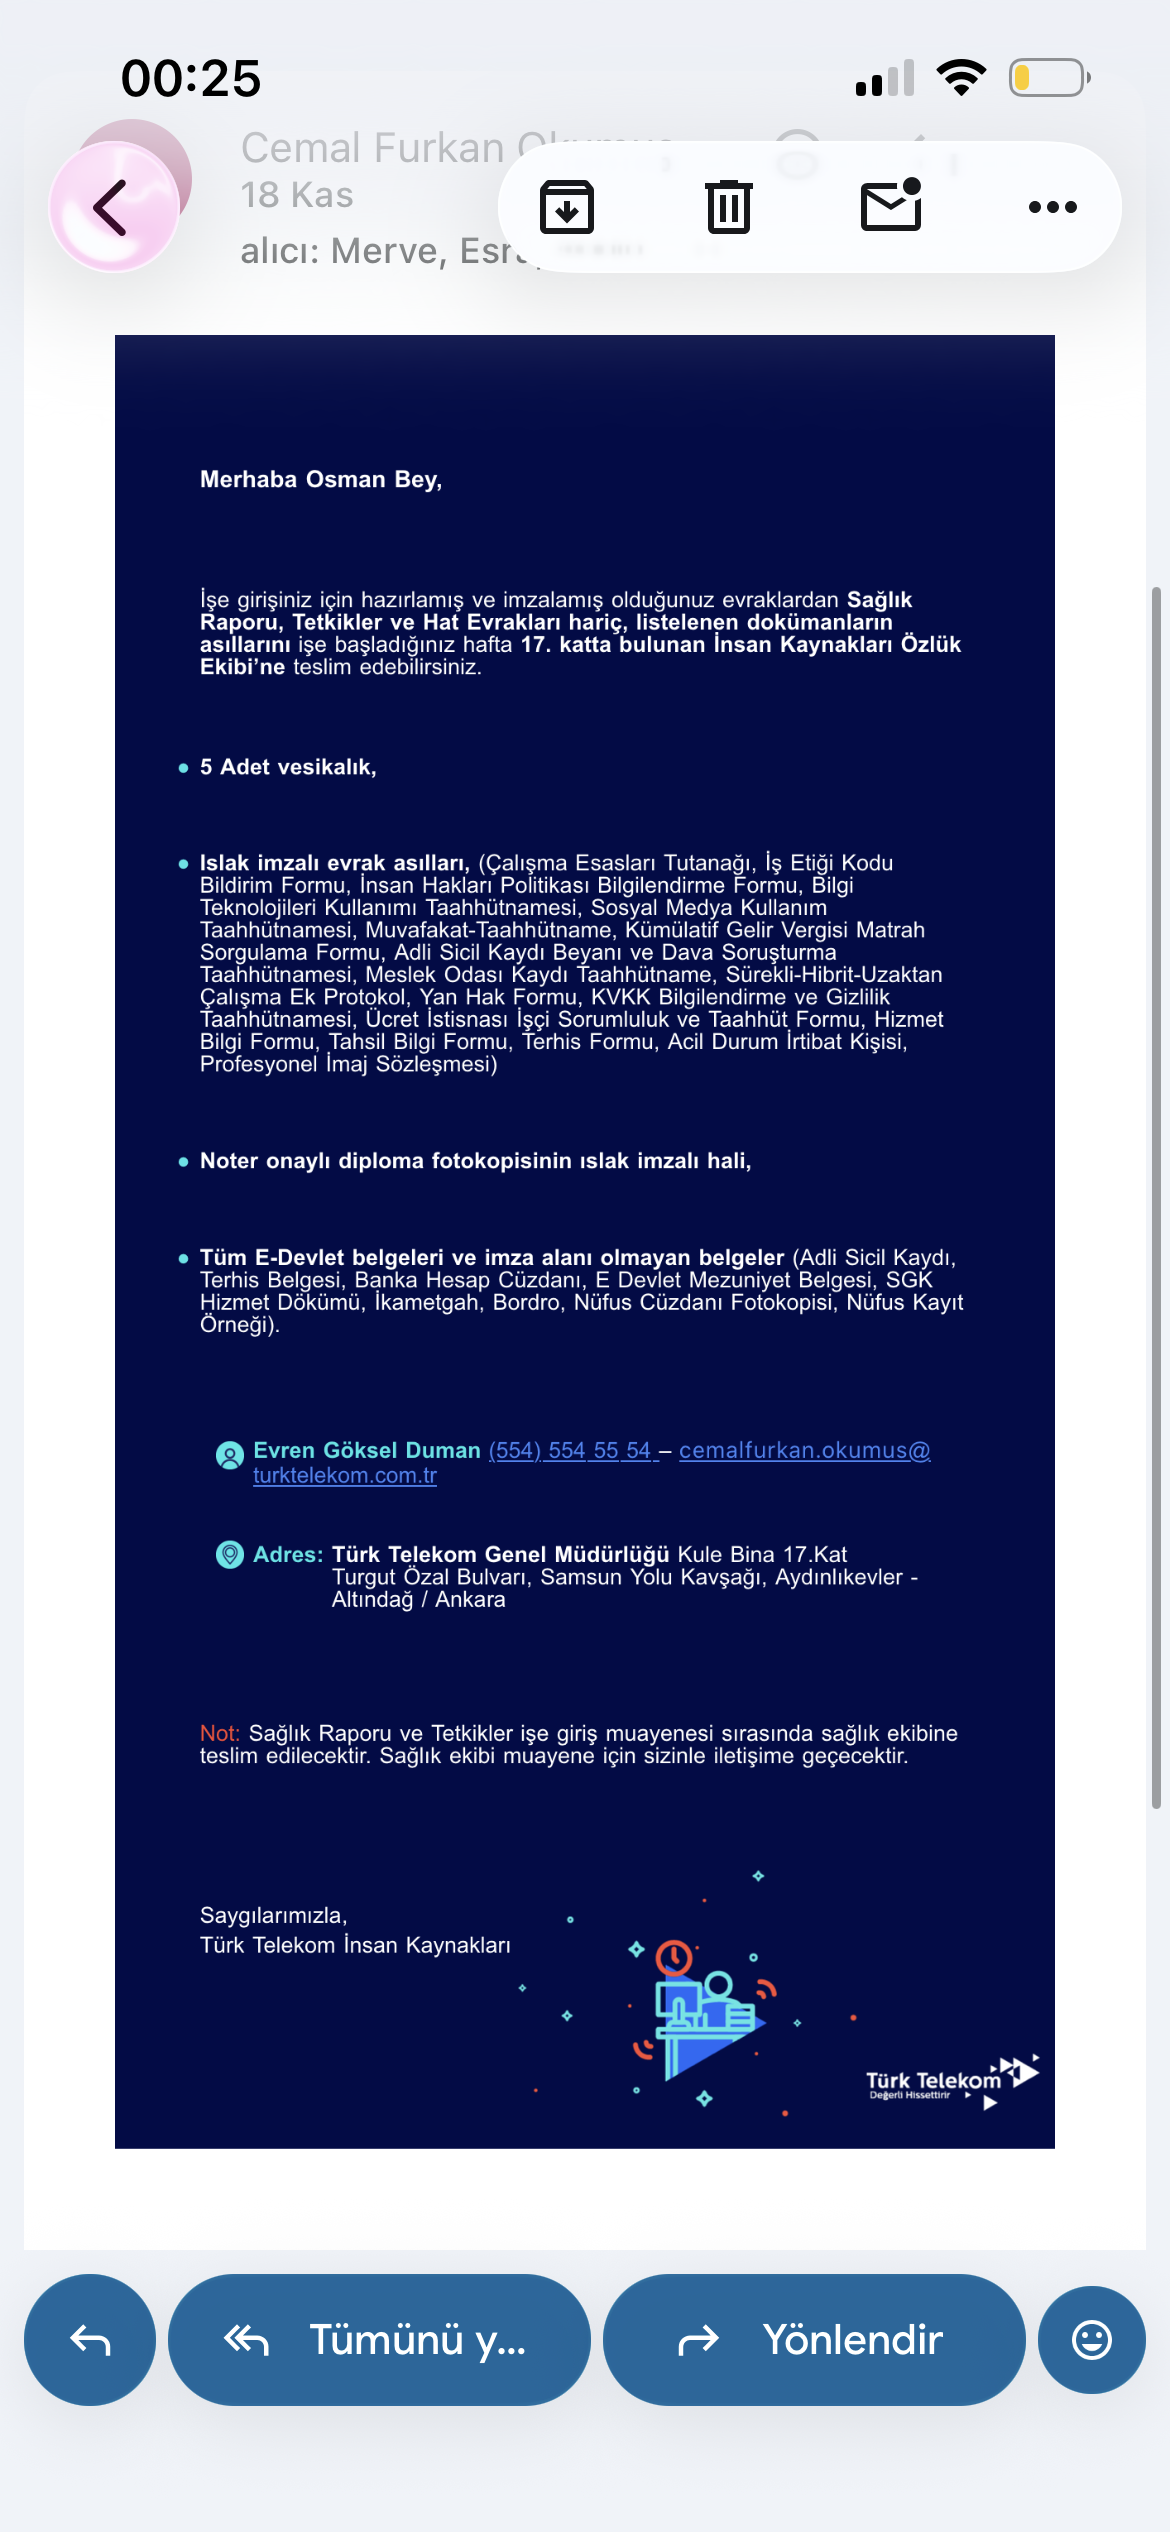 00:25
Cemal Furkan
18 Kas
alıcı: Merve,
Merhaba Osman Bey,
İşe girişiniz için hazırlamış ve imzalamış olduğunuz evraklardan Sağlık
Raporu, Tetkikler ve Hat Evrakları hariç, listelenen dokümanların
asıllarını işe başladığınız hafta 17. katta bulunan İnsan Kaynakları Özlük
Ekibi’ne teslim edebilirsiniz.
5 Adet vesikalık,
Islak imzalı evrak asılları, (Çalışma Esasları Tutanağı, İş Etiği Kodu
Bildirim Formu, İnsan Hakları Politikası Bilgilendirme Formu, Bilgi
Teknolojileri Kullanımı Taahhütnamesi, Sosyal Medya Kullanım
Taahhütnamesi, Muvafakat-Taahhütname, Kümülatif Gelir Vergisi Matrah
Sorgulama Formu, Adli Sicil Kaydı Beyanı ve Dava Soruşturma
Taahhütnamesi, Meslek Odası Kaydı Taahhütname, Sürekli-Hibrit-Uzaktan
Çalışma Ek Protokol, Yan Hak Formu, KVKK Bilgilendirme ve Gizlilik
Taahhütnamesi, Ücret İstisnası İşçi Sorumluluk ve Taahhüt Formu, Hizmet
Bilgi Formu, Tahsil Bilgi Formu, Terhis Formu, Acil Durum İrtibat Kişisi,
Profesyonel İmaj Sözleşmesi)
Noter onaylı diploma fotokopisinin ıslak imzalı hali,
Tüm E-Devlet belgeleri ve imza alanı olmayan belgeler (Adli Sicil Kaydı,
Terhis Belgesi, Banka Hesap Cüzdanı, E Devlet Mezuniyet Belgesi, SGK
Hizmet Dökümü, İkametgah, Bordro, Nüfus Cüzdanı Fotokopisi, Nüfus Kayıt
Örneği).
Evren Göksel Duman (554) 554 55 54 – cemalfurkan.okumus@
turktelekom.com.tr
Adres: Türk Telekom Genel Müdürlüğü Kule Bina 17.Kat
Turgut Özal Bulvarı, Samsun Yolu Kavşağı, Aydınlıkevler -
Altındağ / Ankara
Not: Sağlık Raporu ve Tetkikler işe giriş muayenesi sırasında sağlık ekibine
teslim edilecektir. Sağlık ekibi muayene için sizinle iletişime geçecektir.
Saygılarımızla,
Türk Telekom İnsan Kaynakları
Türk Telekom
Değerli Hissettirir
Tümünü y...
Yönlendir